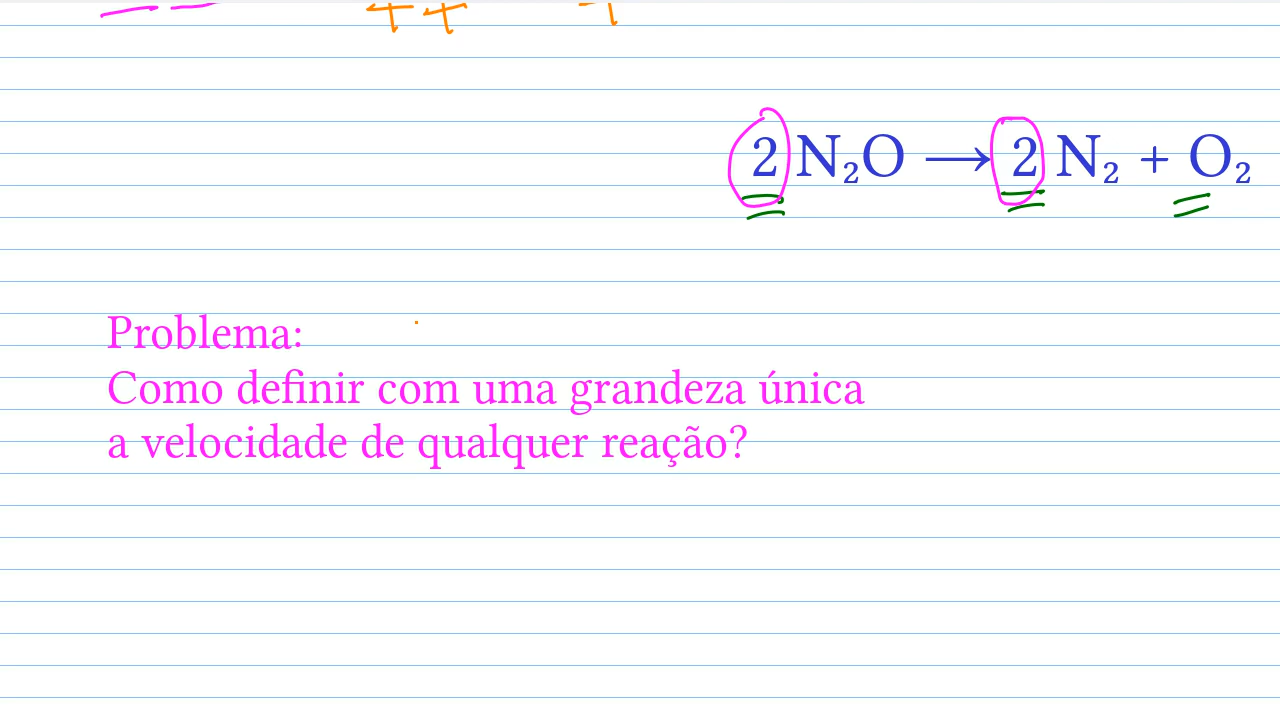 2 N₂O ⟶ 2 N₂ + O₂
Problema:
Como definir com uma grandeza única
a velocidade de qualquer reação?